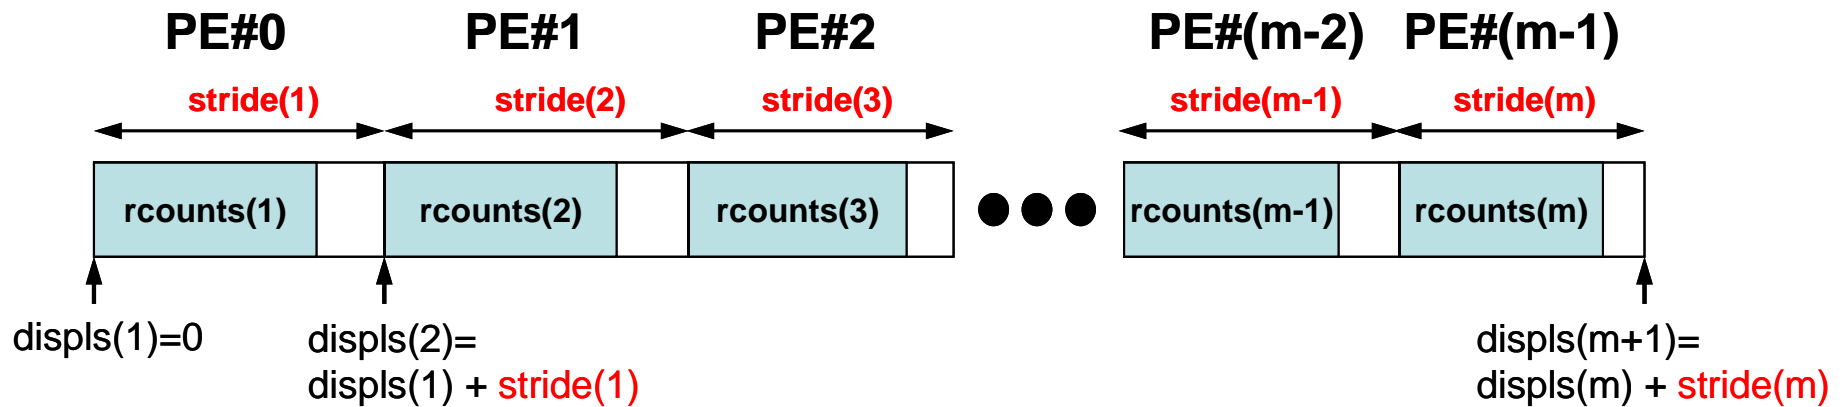 PE#0 PE#1 PE#2 PE#(m-2) PE#(m-1)
stride(1) stride(2) stride(3) stride(m-1) stride(m)
rcounts(1) rcounts(2) rcounts(3) rcounts(m-1) rcounts(m)
displs(1)=0
displs(2)=
displs(1) + stride(1)
displs(m+1)=
displs(m) + stride(m)